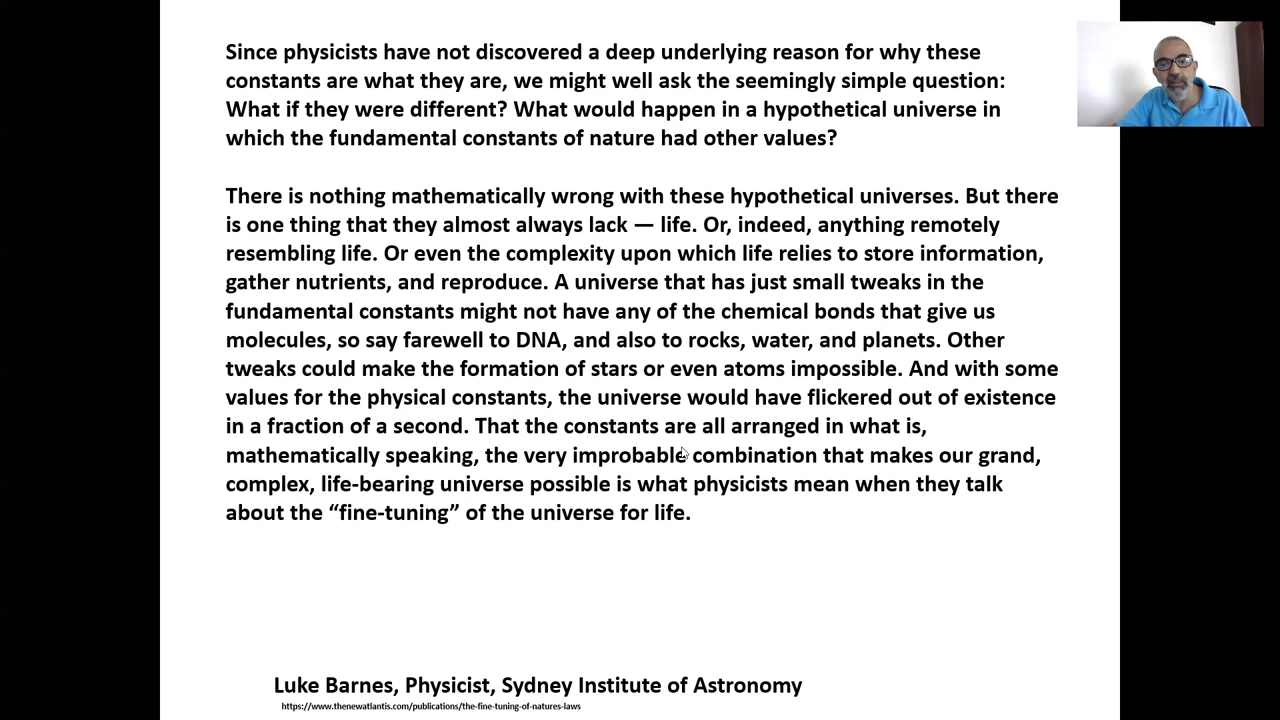 Since physicists have not discovered a deep underlying reason for why these
constants are what they are, we might well ask the seemingly simple question:
What if they were different? What would happen in a hypothetical universe in
which the fundamental constants of nature had other values?
There is nothing mathematically wrong with these hypothetical universes. But there
is one thing that they almost always lack — life. Or, indeed, anything remotely
resembling life. Or even the complexity upon which life relies to store information,
gather nutrients, and reproduce. A universe that has just small tweaks in the
fundamental constants might not have any of the chemical bonds that give us
molecules, so say farewell to DNA, and also to rocks, water, and planets. Other
tweaks could make the formation of stars or even atoms impossible. And with some
values for the physical constants, the universe would have flickered out of existence
in a fraction of a second. That the constants are all arranged in what is,
mathematically speaking, the very improbable combination that makes our grand,
complex, life-bearing universe possible is what physicists mean when they talk
about the “fine-tuning” of the universe for life.
Luke Barnes, Physicist, Sydney Institute of Astronomy
https://www.thenewatlantis.com/publications/the-fine-tuning-of-natures-laws